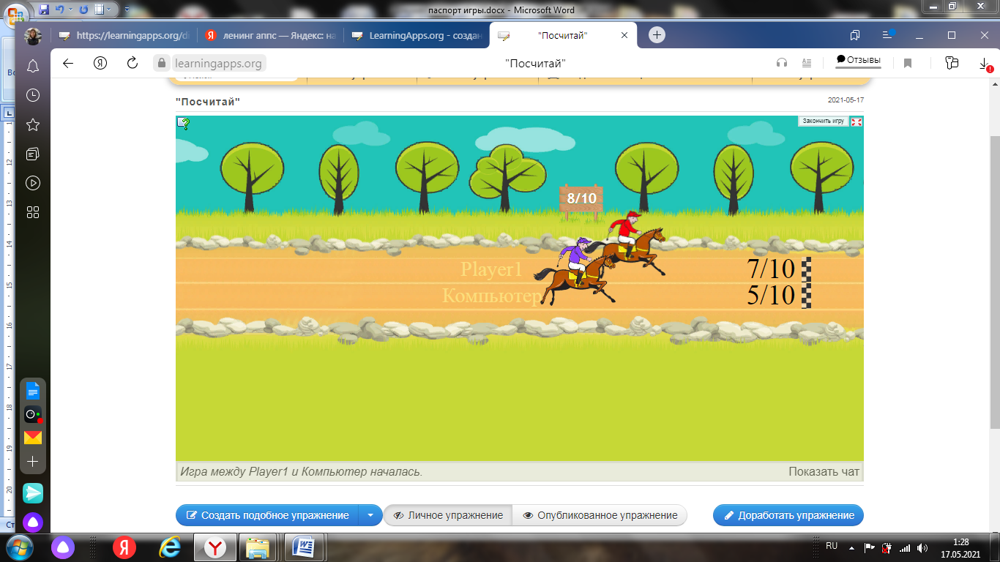 паспорт игры.docx - Microsoft Word
https://learningapps.org/di
ленинг аппс — Яндекс: на
LearningApps.org - создан
"Посчитай"
learningapps.org
"Посчитай"
Отзывы
"Посчитай"
2021-05-17
Закончить игру
8/10
Player1
7/10
Компьютер
5/10
Игра между Player1 и Компьютер началась.
Показать чат
Создать подобное упражнение
Личное упражнение
Опубликованное упражнение
Доработать упражнение
RU
1:28
17.05.2021